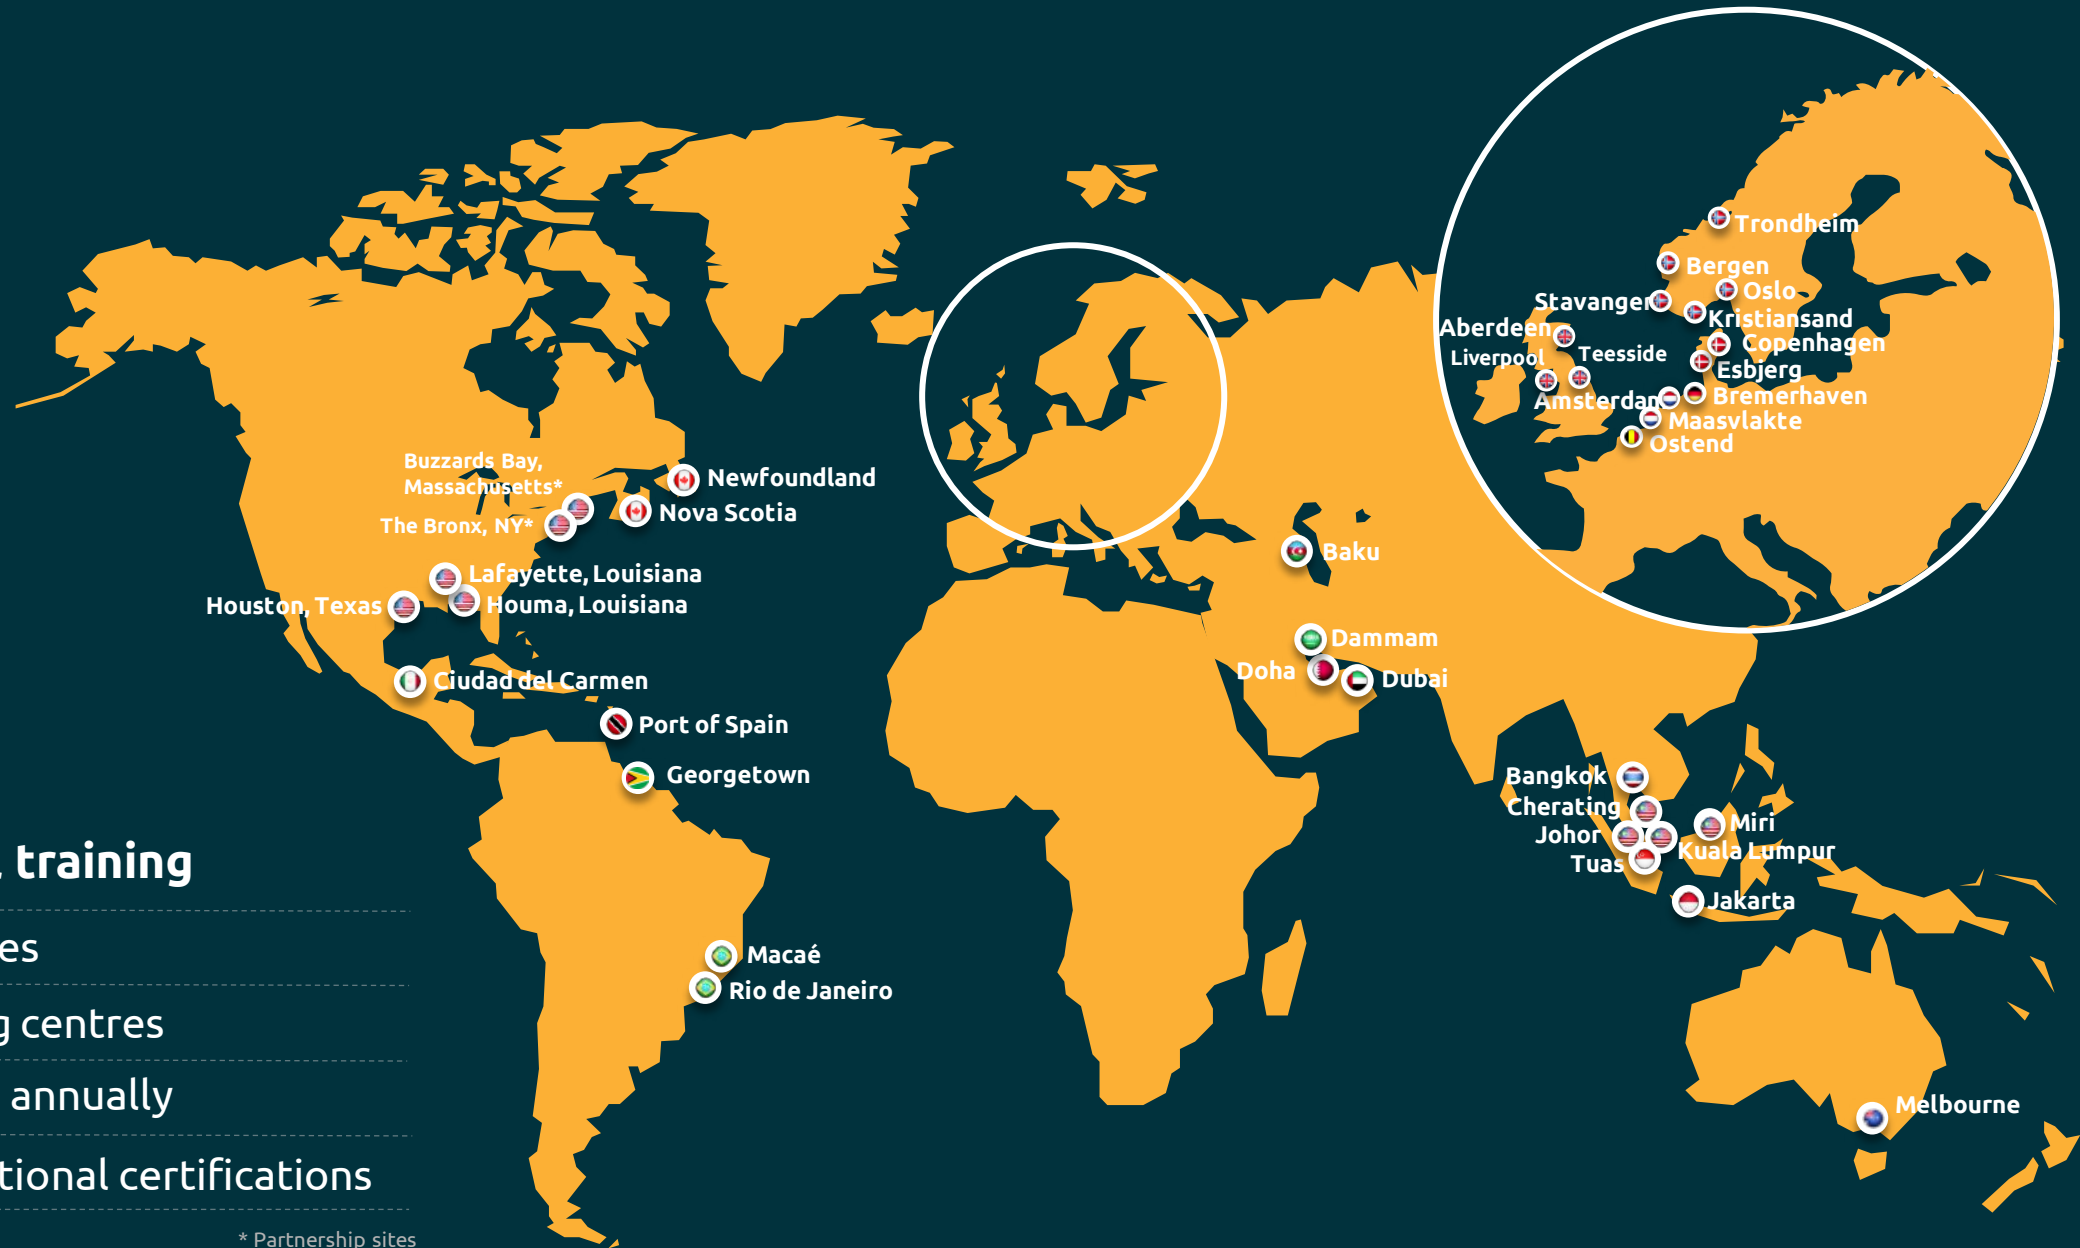 Trondheim
Bergen
Oslo
Stavanger
Kristiansand
Aberdeen
Copenhagen
Liverpool
Teesside
Esbjerg
Amsterdam
Bremerhaven
Maasvlakte
Ostend
Buzzards Bay,
Massachusetts*
Newfoundland
Nova Scotia
The Bronx, NY*
Baku
Lafayette, Louisiana
Houston, Texas
Houma, Louisiana
Dammam
Doha
Dubai
Ciudad del Carmen
Port of Spain
Georgetown
Bangkok
Cherating
Miri
Johor
Kuala Lumpur
Tuas
Jakarta
Macaé
Rio de Janeiro
Melbourne
training
es
g centres
annually
tional certifications
* Partnership sites